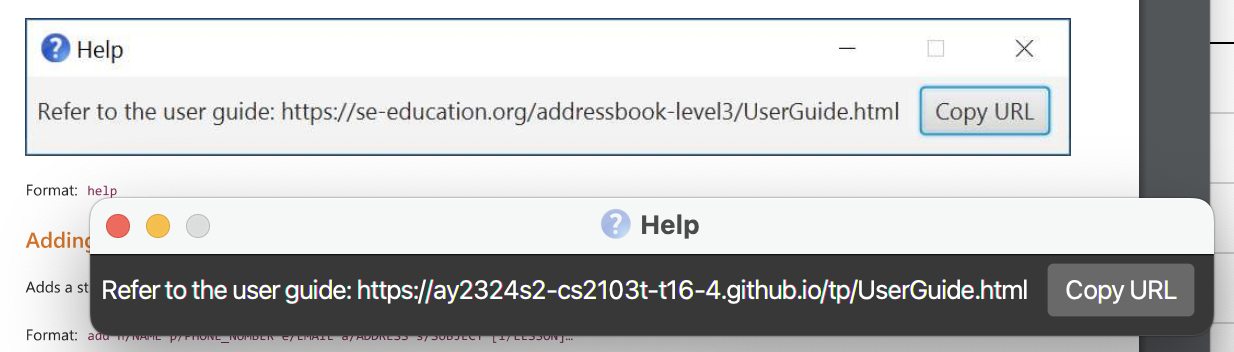 Help
Refer to the user guide: https://se-education.org/addressbook-level3/UserGuide.html Copy URL
Format: help
Help
Adding
Refer to the user guide: https://ay2324s2-cs2103t-t16-4.github.io/tp/UserGuide.html Copy URL
Adds a st
Format: add n/NAME p/PHONE_NUMBER e/EMAIL a/ADDRESS s/SUBJECT [l/LESSON]…